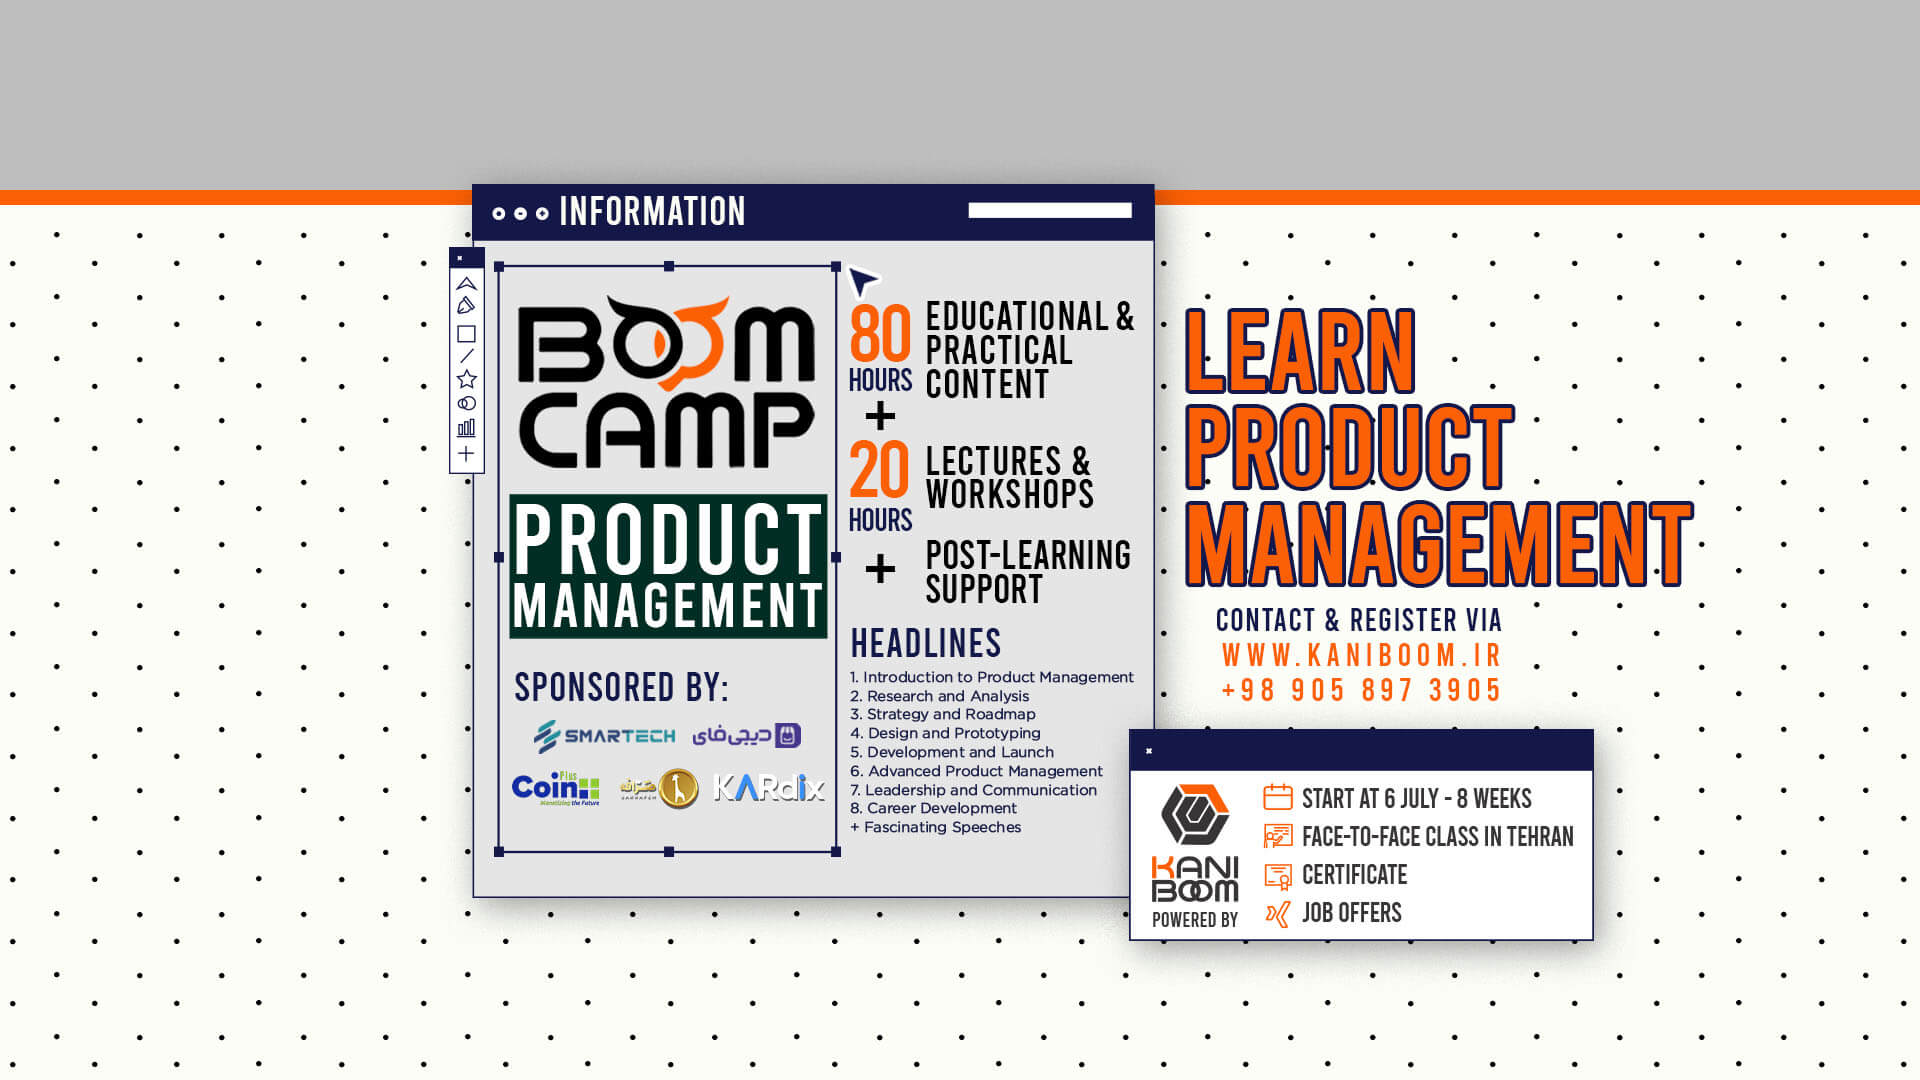 INFORMATION
BOOM
CAMP
PRODUCT
MANAGEMENT
SPONSORED BY:
SMARTECH
دیجی‌فای
Coin Plus
Monetizing the Future
KARdix
80
HOURS
EDUCATIONAL &
PRACTICAL
CONTENT
+
20
HOURS
LECTURES &
WORKSHOPS
+
POST-LEARNING
SUPPORT
HEADLINES
1. Introduction to Product Management
2. Research and Analysis
3. Strategy and Roadmap
4. Design and Prototyping
5. Development and Launch
6. Advanced Product Management
7. Leadership and Communication
8. Career Development
+ Fascinating Speeches
LEARN
PRODUCT
MANAGEMENT
CONTACT & REGISTER VIA
WWW.KANIBOOM.IR
+98 905 897 3905
KANI
BOOM
POWERED BY
START AT 6 JULY - 8 WEEKS
FACE-TO-FACE CLASS IN TEHRAN
CERTIFICATE
JOB OFFERS